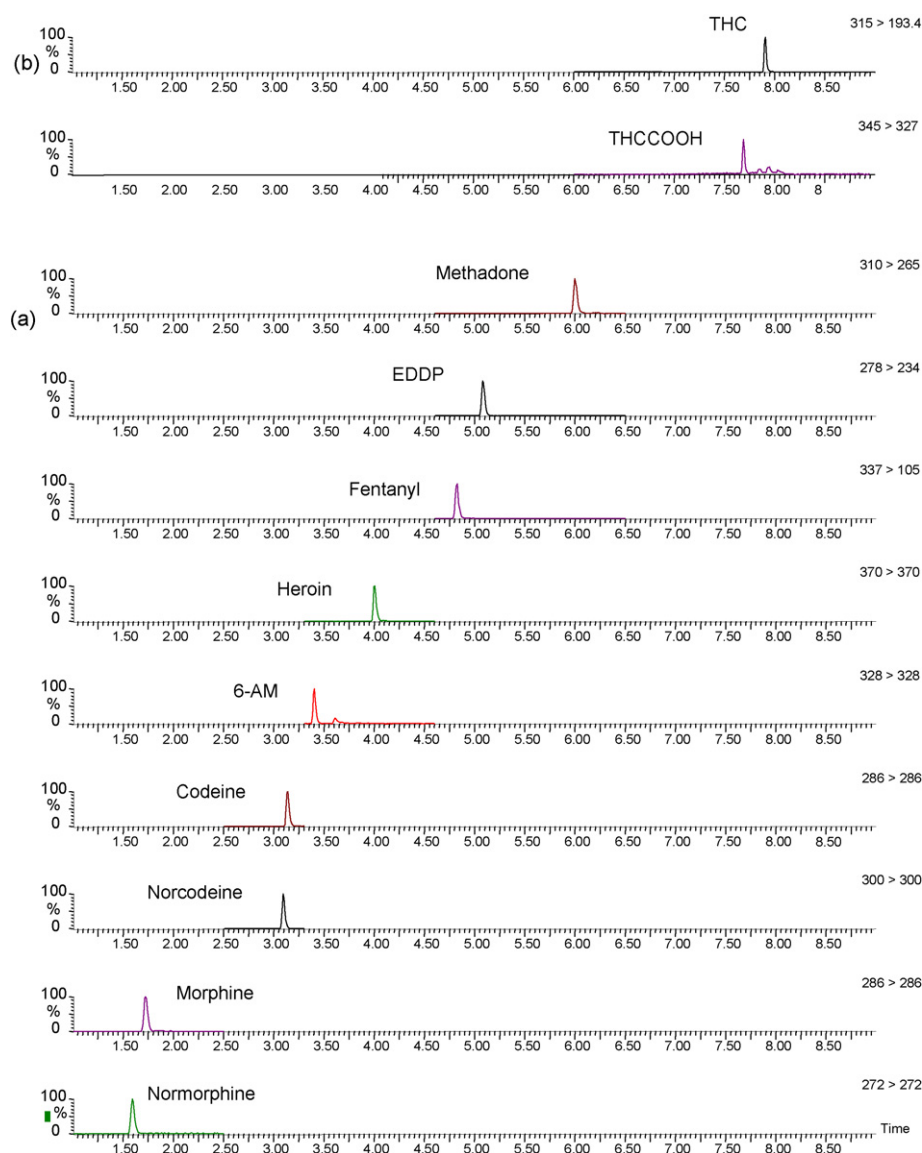 THC 315 > 193.4
100
%
0
(b)
1.50 2.00 2.50 3.00 3.50 4.00 4.50 5.00 5.50 6.00 6.50 7.00 7.50 8.00 8.50
THCCOOH 345 > 327
100
%
0
1.50 2.00 2.50 3.00 3.50 4.00 4.50 5.00 5.50 6.00 6.50 7.00 7.50 8
Methadone 310 > 265
100
%
0
(a)
1.50 2.00 2.50 3.00 3.50 4.00 4.50 5.00 5.50 6.00 6.50 7.00 7.50 8.00 8.50
EDDP 278 > 234
100
%
0
1.50 2.00 2.50 3.00 3.50 4.00 4.50 5.00 5.50 6.00 6.50 7.00 7.50 8.00 8.50
Fentanyl 337 > 105
100
%
0
1.50 2.00 2.50 3.00 3.50 4.00 4.50 5.00 5.50 6.00 6.50 7.00 7.50 8.00 8.50
Heroin 370 > 370
100
%
0
1.50 2.00 2.50 3.00 3.50 4.00 4.50 5.00 5.50 6.00 6.50 7.00 7.50 8.00 8.50
6-AM 328 > 328
100
%
0
1.50 2.00 2.50 3.00 3.50 4.00 4.50 5.00 5.50 6.00 6.50 7.00 7.50 8.00 8.50
Codeine 286 > 286
100
%
0
1.50 2.00 2.50 3.00 3.50 4.00 4.50 5.00 5.50 6.00 6.50 7.00 7.50 8.00 8.50
Norcodeine 300 > 300
100
%
0
1.50 2.00 2.50 3.00 3.50 4.00 4.50 5.00 5.50 6.00 6.50 7.00 7.50 8.00 8.50
Morphine 286 > 286
100
%
0
1.50 2.00 2.50 3.00 3.50 4.00 4.50 5.00 5.50 6.00 6.50 7.00 7.50 8.00 8.50
Normorphine 272 > 272
100
%
0
Time
1.50 2.00 2.50 3.00 3.50 4.00 4.50 5.00 5.50 6.00 6.50 7.00 7.50 8.00 8.50